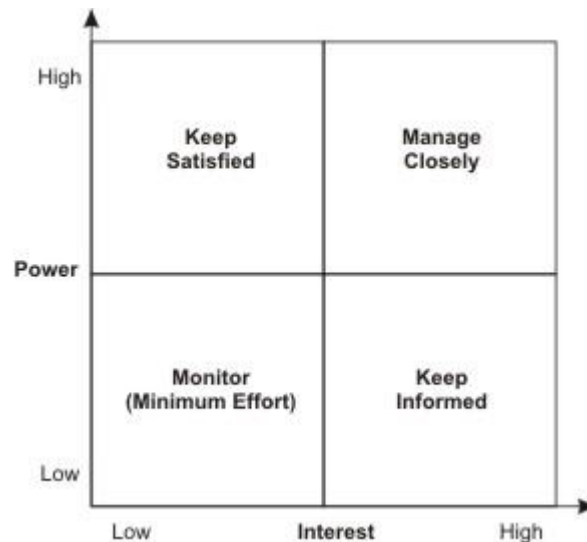 High
Keep
Satisfied
Manage
Closely
Power
Monitor
(Minimum Effort)
Keep
Informed
Low
Low
Interest
High